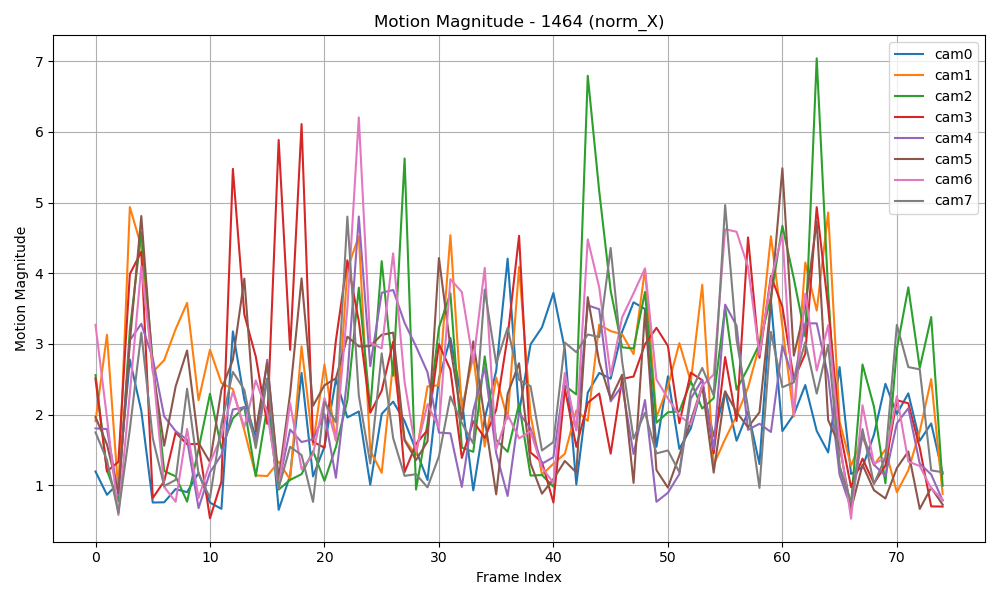 Motion Magnitude - 1464 (norm_X)
Motion Magnitude
7
6
5
4
3
2
1
0
10
20
30
40
50
60
70
Frame Index
cam0
cam1
cam2
cam3
cam4
cam5
cam6
cam7